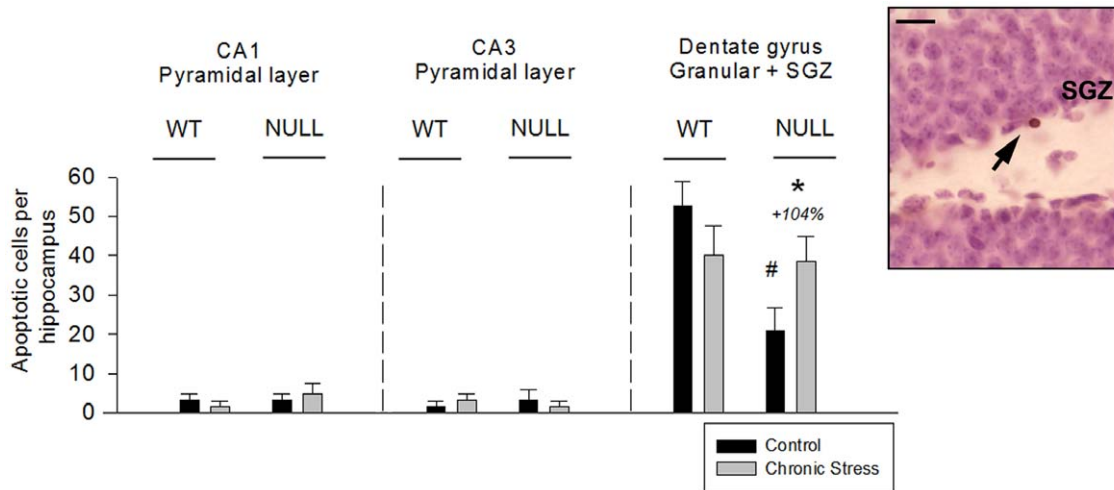 CA1
Pyramidal layer
CA3
Pyramidal layer
Dentate gyrus
Granular + SGZ
SGZ
WT
NULL
WT
NULL
WT
NULL
Apoptotic cells per
hippocampus
60
50
40
30
20
10
0
*
+104%
#
Control
Chronic Stress